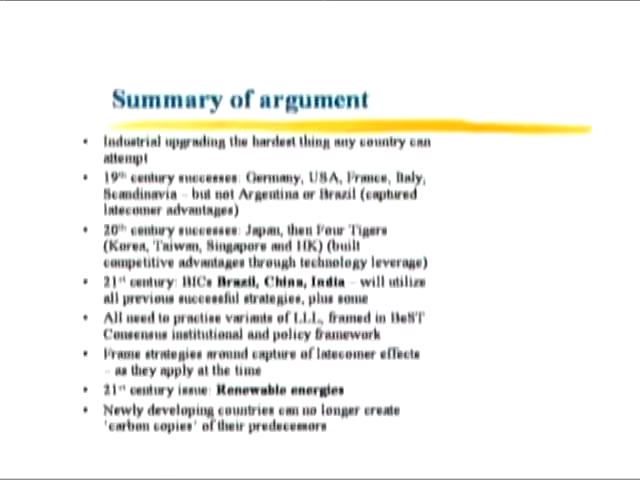 Summary of argument
• Industrial upgrading the hardest thing any country can
attempt
• 19th century successes: Germany, USA, France, Italy,
Scandinavia – but not Argentina or Brazil (captured
latecomer advantages)
• 20th century successes: Japan, then Four Tigers
(Korea, Taiwan, Singapore and HK) (built
competitive advantages through technology leverage)
• 21st century: BICs Brazil, China, India – will utilize
all previous successful strategies, plus some
• All need to practise variants of LLL, framed in BeST
Consensus institutional and policy framework
• Frame strategies around capture of latecomer effects
– as they apply at the time
• 21st century issue: Renewable energies
• Newly developing countries can no longer create
'carbon copies' of their predecessors